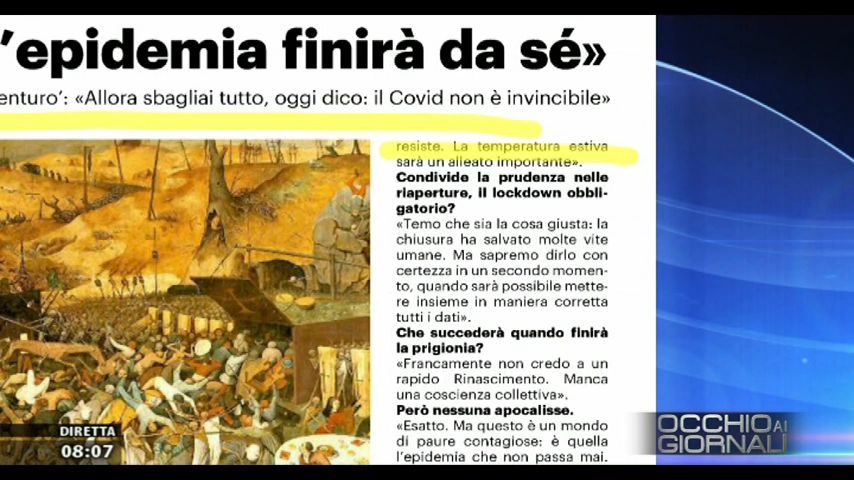 'epidemia finirà da sé»
enturo': «Allora sbagliai tutto, oggi dico: il Covid non è invincibile»
resiste. La temperatura estiva
sarà un alleato importante».
Condivide la prudenza nelle
riaperture, il lockdown obbli-
gatorio?
«Temo che sia la cosa giusta: la
chiusura ha salvato molte vite
umane. Ma sapremo dirlo con
certezza in un secondo momen-
to, quando sarà possibile mette-
re insieme in maniera corretta
tutti i dati».
Che succederà quando finirà
la prigionia?
«Francamente non credo a un
rapido Rinascimento. Manca
una coscienza collettiva».
Però nessuna apocalisse.
«Esatto. Ma questo è un mondo
di paure contagiose: è quella
l'epidemia che non passa mai.
DIRETTA
08:07
OCCHIO AI
GIORNALI